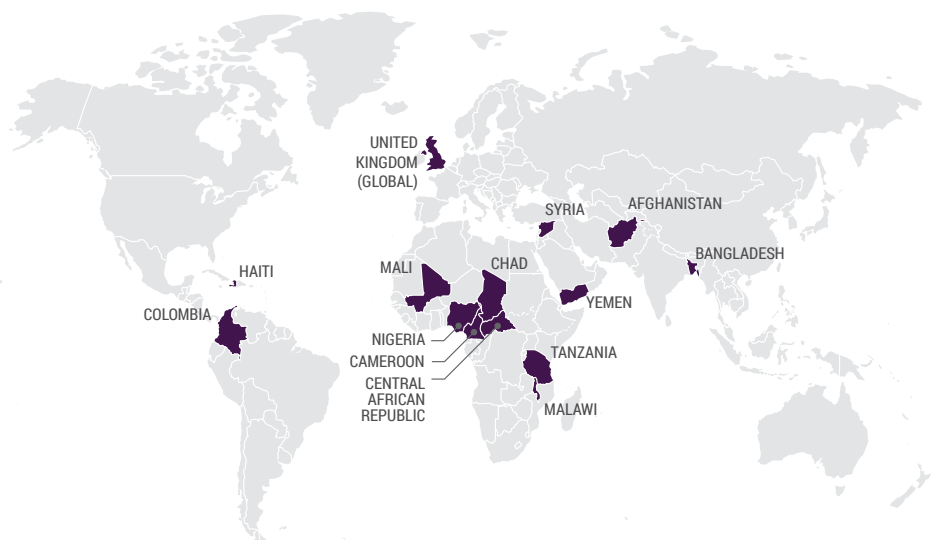 UNITED
KINGDOM
(GLOBAL)
SYRIA
AFGHANISTAN
BANGLADESH
HAITI
MALI
CHAD
YEMEN
COLOMBIA
NIGERIA
CAMEROON
CENTRAL
AFRICAN
REPUBLIC
TANZANIA
MALAWI